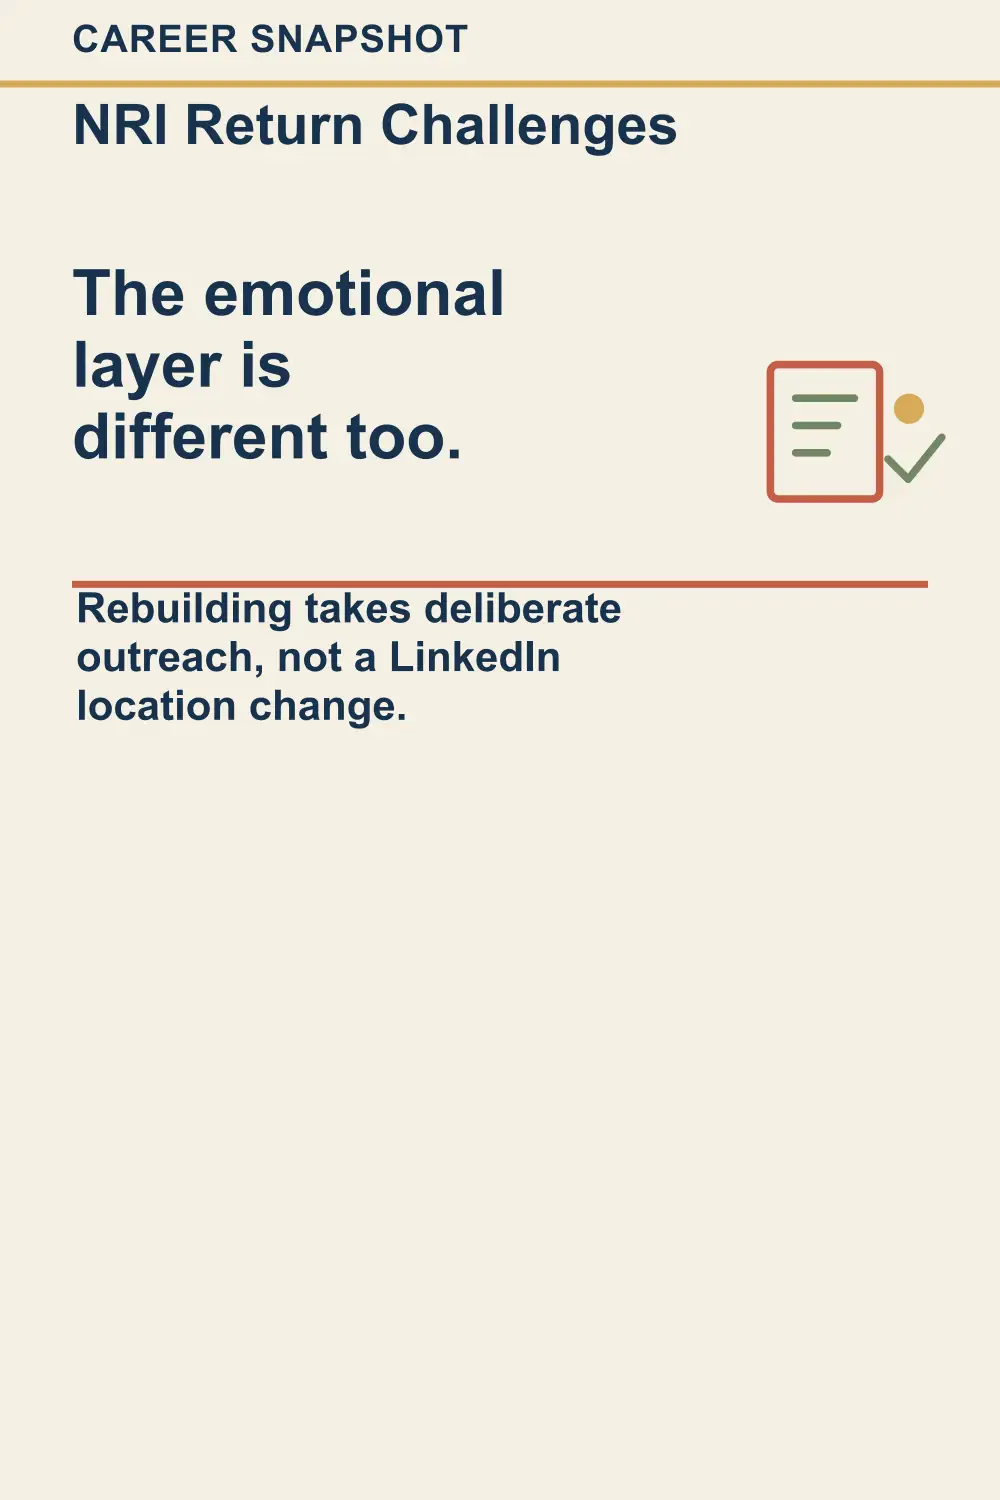 CAREER SNAPSHOT
NRI Return Challenges
The emotional
layer is
different too.
Rebuilding takes deliberate
outreach, not a LinkedIn
location change.